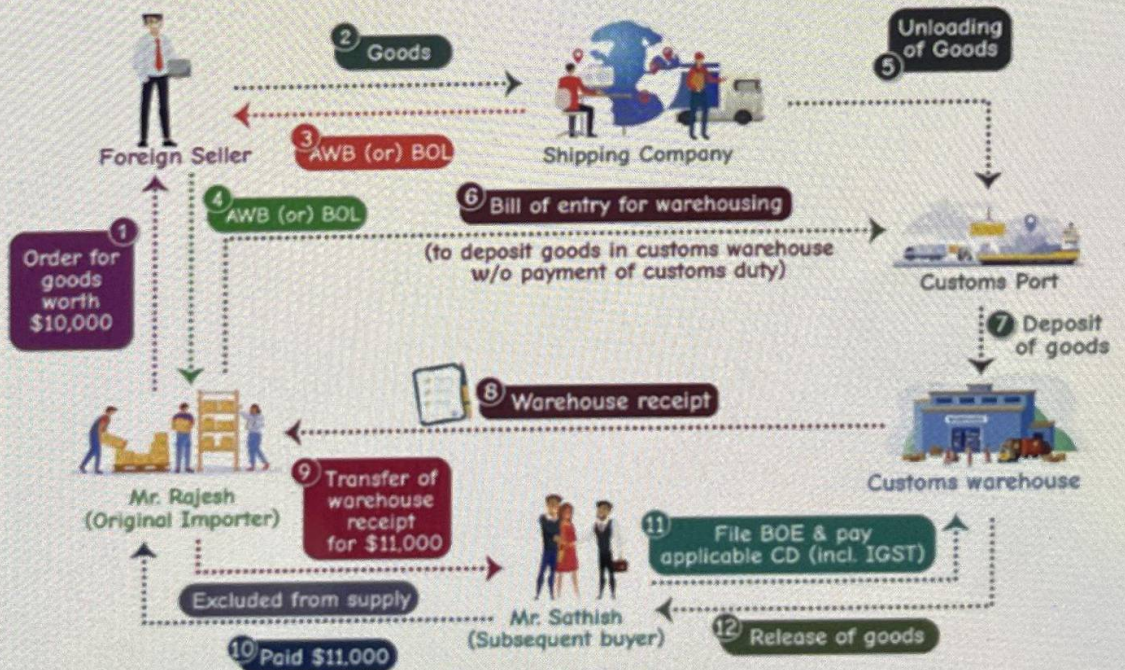 2 Goods
Unloading
of Goods
5
3 AWB (or) BOL
Foreign Seller
Shipping Company
4 AWB (or) BOL
6 Bill of entry for warehousing
(to deposit goods in customs warehouse
w/o payment of customs duty)
1
Order for
goods
worth
$10,000
Customs Port
7 Deposit
of goods
8 Warehouse receipt
Customs warehouse
Mr. Rajesh
(Original Importer)
9 Transfer of
warehouse
receipt
for $11,000
11 File BOE & pay
applicable CD (incl. IGST)
Excluded from supply
Mr. Sathish
(Subsequent buyer)
10 Paid $11,000
12 Release of goods